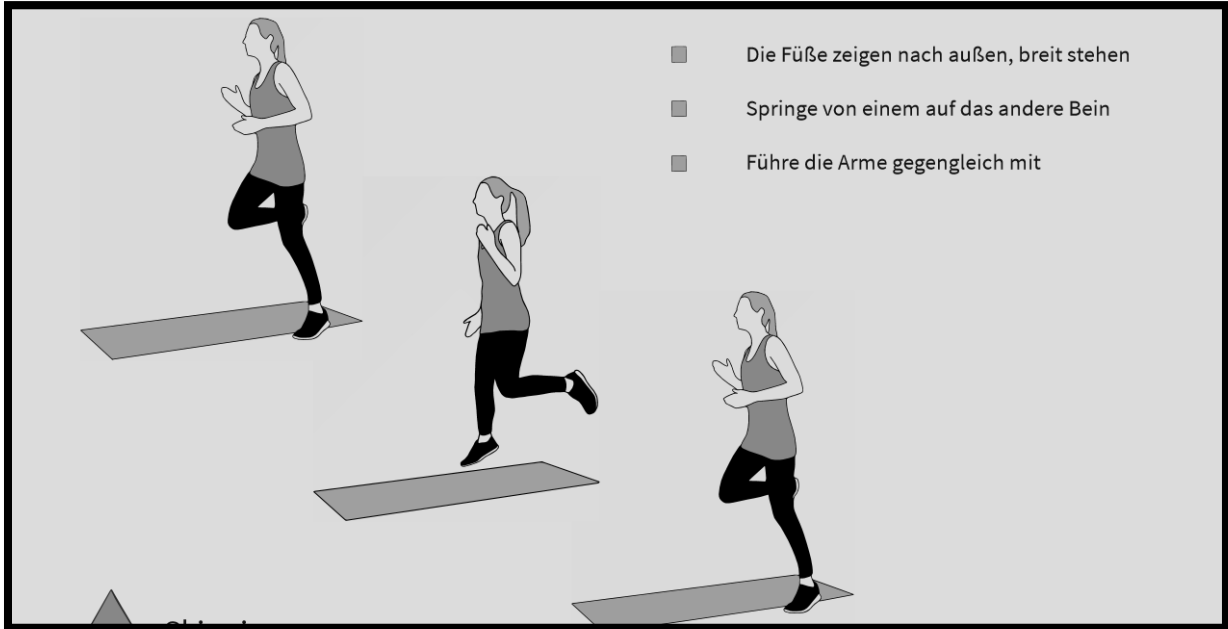 Die Füße zeigen nach außen, breit stehen
Springe von einem auf das andere Bein
Führe die Arme gegengleich mit